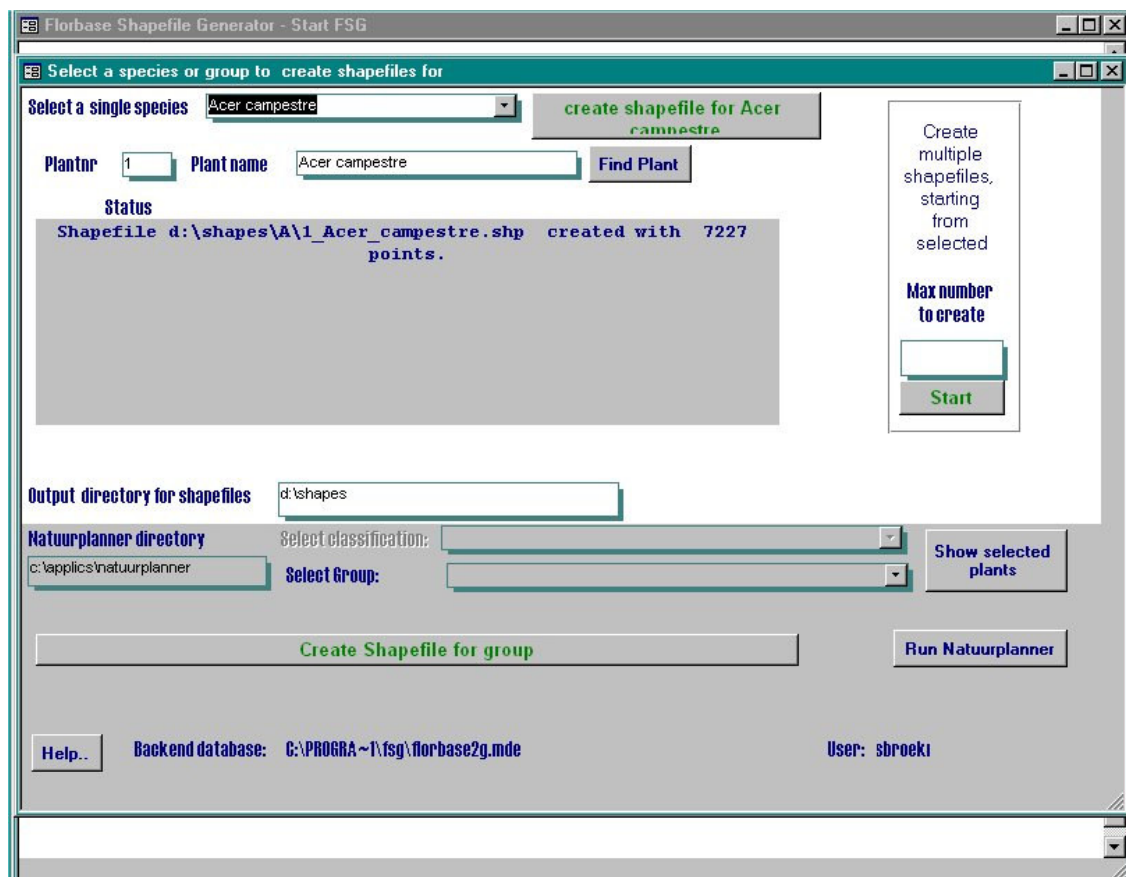 Florbase Shapefile Generator - Start FSG
Select a species or group to create shapefiles for
Select a single species
Acer campestre
create shapefile for Acer
campestre
Plantnr
1
Plant name
Acer campestre
Find Plant
Status
Shapefile d:\shapes\A\1_Acer_campestre.shp created with 7227
points.
Create
multiple
shapefiles,
starting
from
selected
Max number
to create
Start
Output directory for shapefiles
d:\shapes
Natuurplanner directory
c:\applics\natuurplanner
Select classification:
Select Group:
Show selected
plants
Create Shapefile for group
Run Natuurplanner
Help..
Backend database: C:\PROGRA~1\fsg\florbase2g.mde
User: